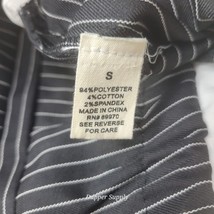 S
94%POLYESTER
4%COTTON
2%SPANDEX
MADE IN CHINA
RN# 89970
SEE REVERSE
FOR CARE
Dapper Supply